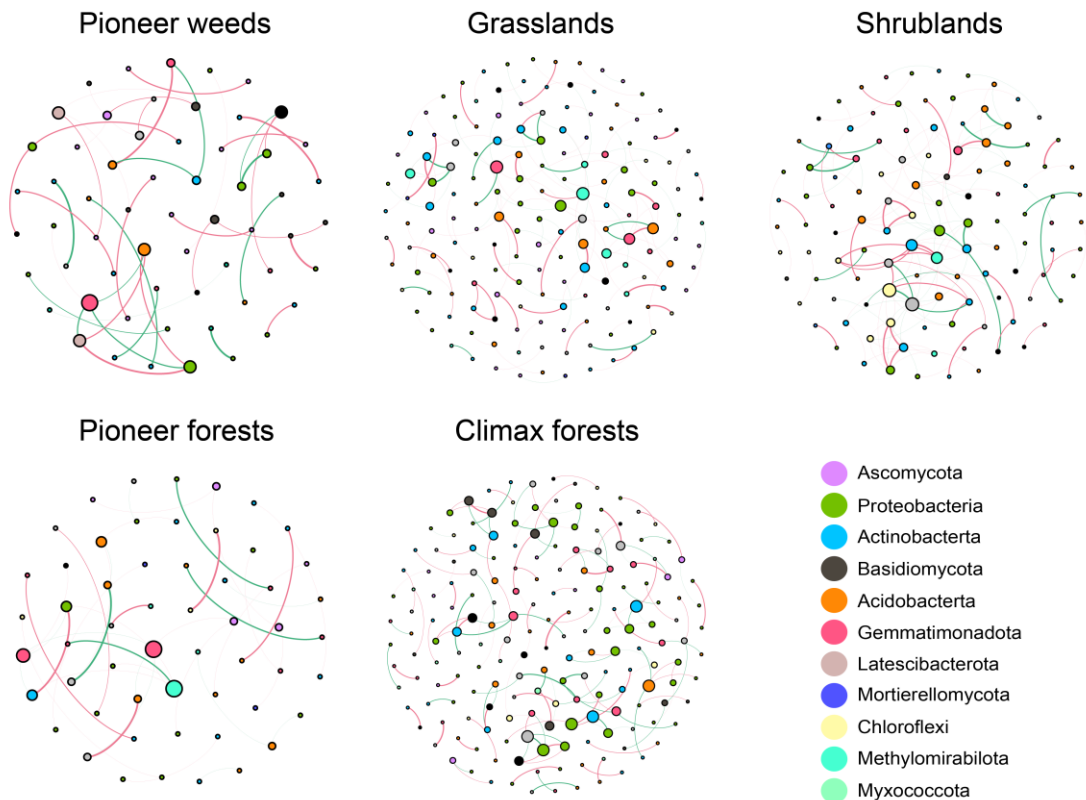 Pioneer weeds
Grasslands
Shrublands
Pioneer forests
Climax forests
Ascomycota
Proteobacteria
Actinobacterta
Basidiomycota
Acidobacterta
Gemmatimonadota
Latescibacterota
Mortierellomycota
Chloroflexi
Methylomirabilota
Myxococcota